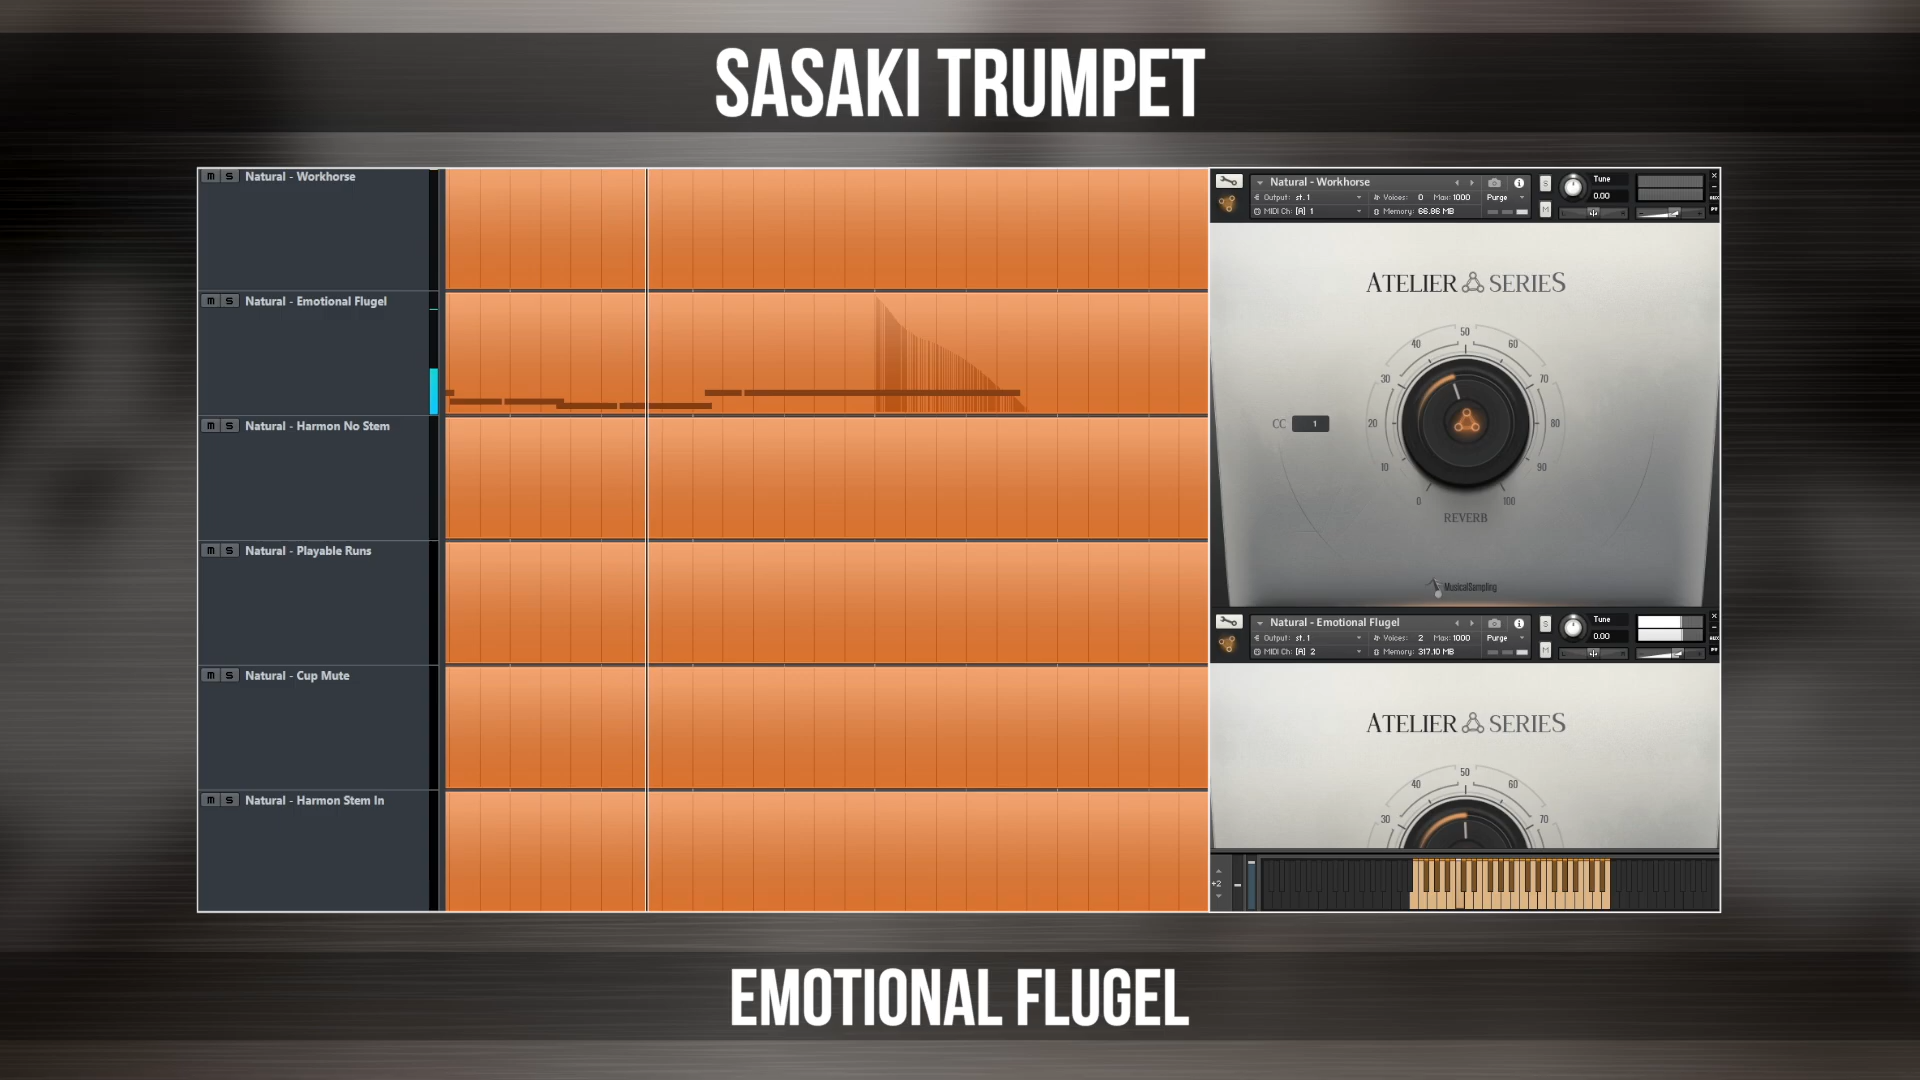 SASAKI TRUMPET
m S Natural - Workhorse
m S Natural - Emotional Flugel
m S Natural - Harmon No Stem
m S Natural - Playable Runs
m S Natural - Cup Mute
m S Natural - Harmon Stem In
Natural - Workhorse
Output: st. 1 Voices: 0 Max: 1000 Purge
MIDI Ch: [A] 1 Memory: 66.86 MB
S
M
Tune
0.00
L R
ATELIER SERIES
50
40 60
30 70
CC 1 20 80
10 90
0 100
REVERB
MusicalSampling
Natural - Emotional Flugel
Output: st. 1 Voices: 2 Max: 1000 Purge
MIDI Ch: [A] 2 Memory: 317.10 MB
S
M
Tune
0.00
L R
ATELIER SERIES
50
40 60
30 70
+2
EMOTIONAL FLUGEL